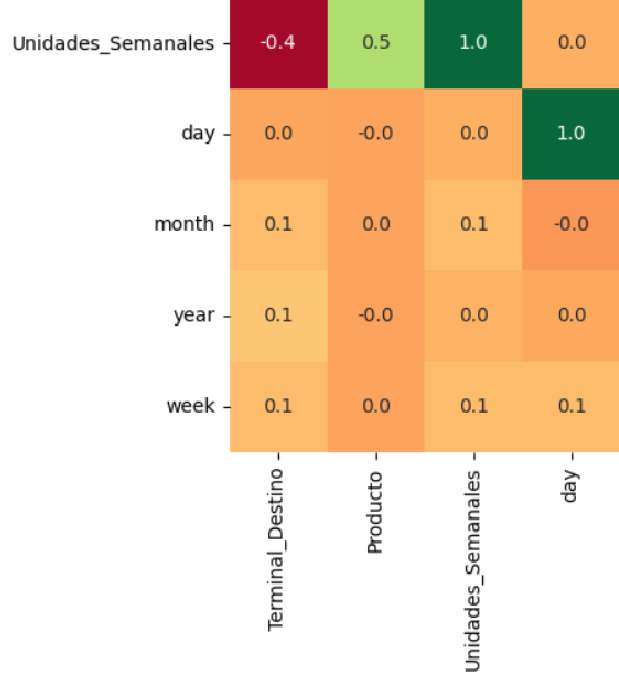 Unidades_Semanales -0.4 0.5 1.0 0.0
day 0.0 -0.0 0.0 1.0
month 0.1 0.0 0.1 -0.0
year 0.1 -0.0 0.0 0.0
week 0.1 0.0 0.1 0.1
Terminal_Destino
Producto
Unidades_Semanales
day